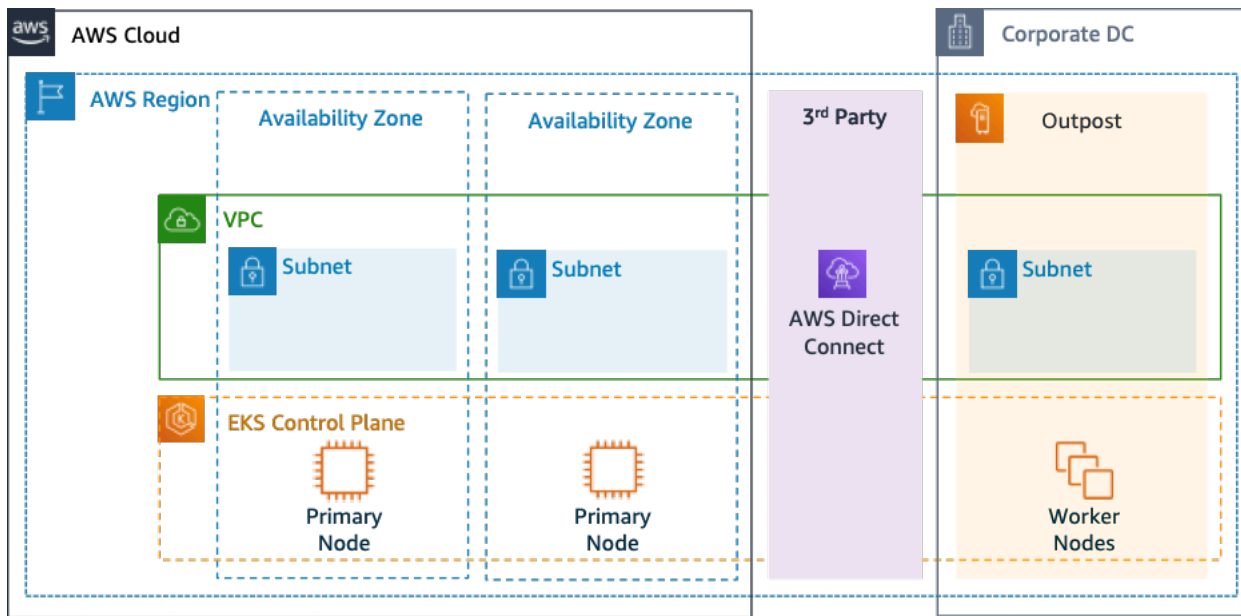 aws
AWS Cloud
Corporate DC
AWS Region
Availability Zone
Availability Zone
3rd Party
Outpost
VPC
Subnet
Subnet
Subnet
AWS Direct
Connect
EKS Control Plane
Primary
Node
Primary
Node
Worker
Nodes